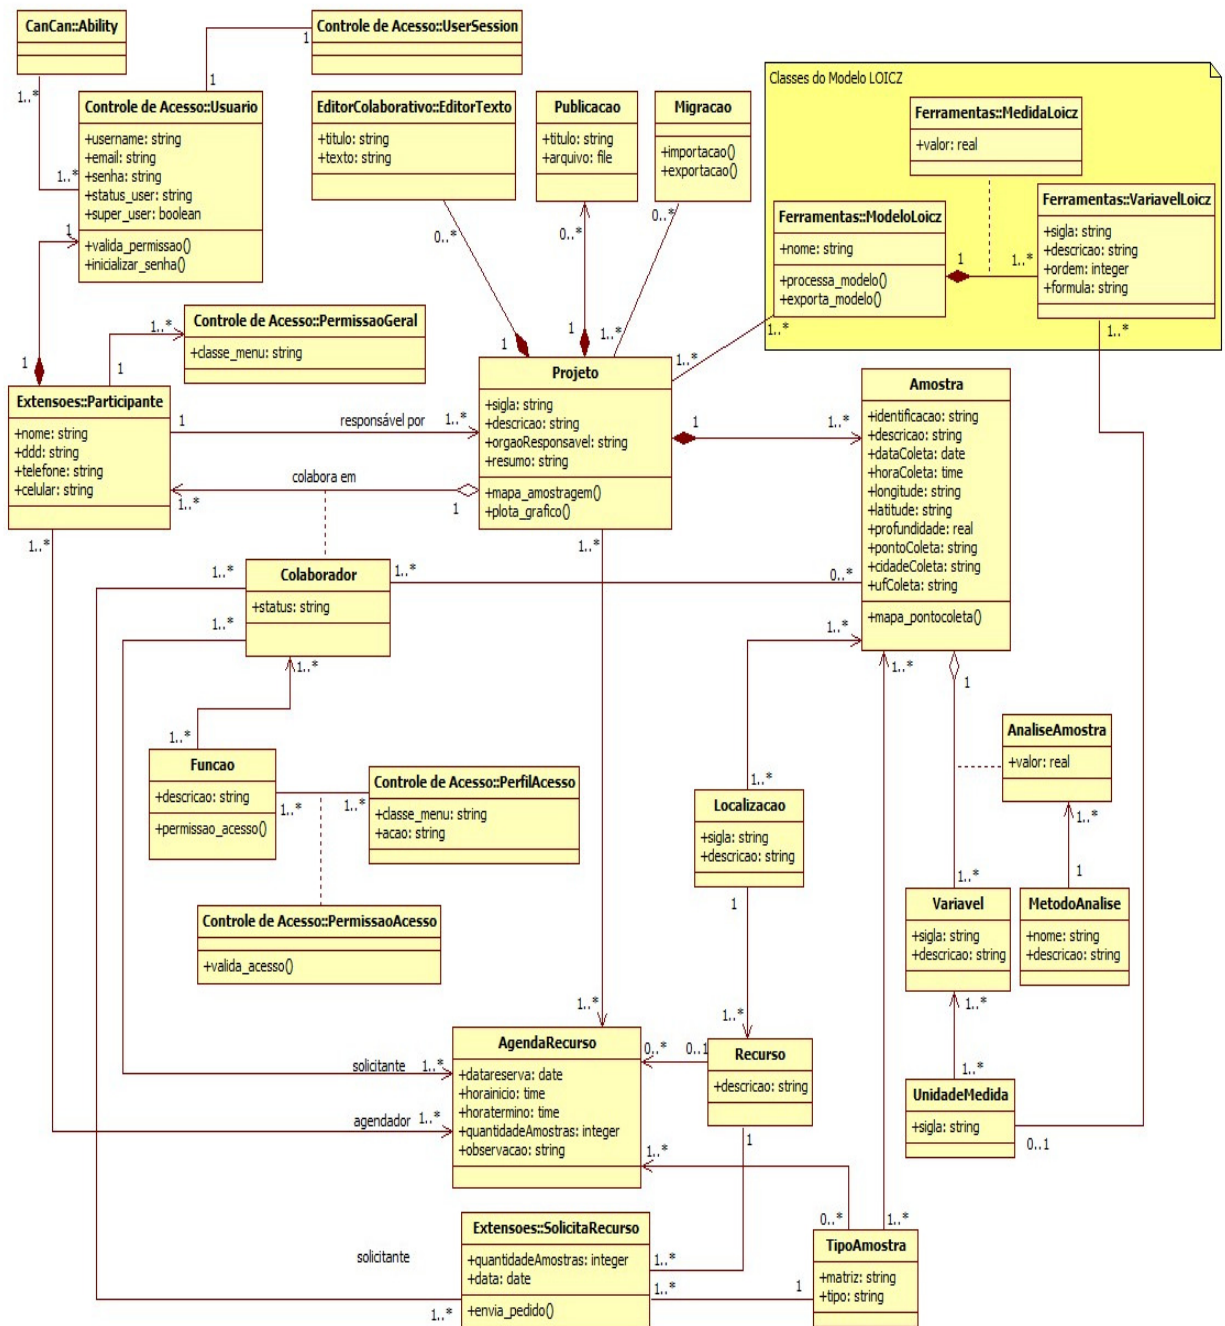 CanCan::Ability
1..*
Controle de Acesso::UserSession
1
1
Controle de Acesso::Usuario
+username: string
+email: string
+senha: string
+status_user: string
+super_user: boolean
+valida_permissao()
+inicializar_senha()
1..*
1
EditorColaborativo::EditorTexto
+titulo: string
+texto: string
0..*
Publicacao
+titulo: string
+arquivo: file
0..*
Migracao
+importacao()
+exportacao()
0..*
Classes do Modelo LOICZ
Ferramentas::MedidaLoicz
+valor: real
Ferramentas::ModeloLoicz
+nome: string
+processa_modelo()
+exporta_modelo()
1
1..*
1..*
Ferramentas::VariavelLoicz
+sigla: string
+descricao: string
+ordem: integer
+formula: string
1..*
Controle de Acesso::PermissaoGeral
+classe_menu: string
1..*
1
1
Extensoes::Participante
+nome: string
+ddd: string
+telefone: string
+celular: string
1
responsável por
1..*
colabora em
1..*
1
1..*
1
1
1..*
1..*
Projeto
+sigla: string
+descricao: string
+orgaoResponsavel: string
+resumo: string
+mapa_amostragem()
+plota_grafico()
1
1..*
1..*
Amostra
+identificacao: string
+descricao: string
+dataColeta: date
+horaColeta: time
+longitude: string
+latitude: string
+profundidade: real
+pontoColeta: string
+cidadeColeta: string
+ufColeta: string
+mapa_pontocoleta()
0..*
1..*
1..*
1
Colaborador
+status: string
1..*
1..*
1..*
1..*
1..*
Funcao
+descricao: string
+permissao_acesso()
1..*
1..*
Controle de Acesso::PerfilAcesso
+classe_menu: string
+acao: string
Controle de Acesso::PermissaoAcesso
+valida_acesso()
1..*
Localizacao
+sigla: string
+descricao: string
1
AnaliseAmostra
+valor: real
1..*
1
1..*
Variavel
+sigla: string
+descricao: string
1..*
MetodoAnalise
+nome: string
+descricao: string
1..*
UnidadeMedida
+sigla: string
0..1
1..*
AgendaRecurso
+datareserva: date
+horainicio: time
+horatermino: time
+quantidadeAmostras: integer
+observacao: string
solicitante
1..*
agendador
1..*
0..*
0..1
1..*
1..*
Recurso
+descricao: string
1
Extensoes::SolicitaRecurso
+quantidadeAmostras: integer
+data: date
+envia_pedido()
solicitante
1..*
1..*
1..*
1
0..*
1..*
TipoAmostra
+matriz: string
+tipo: string